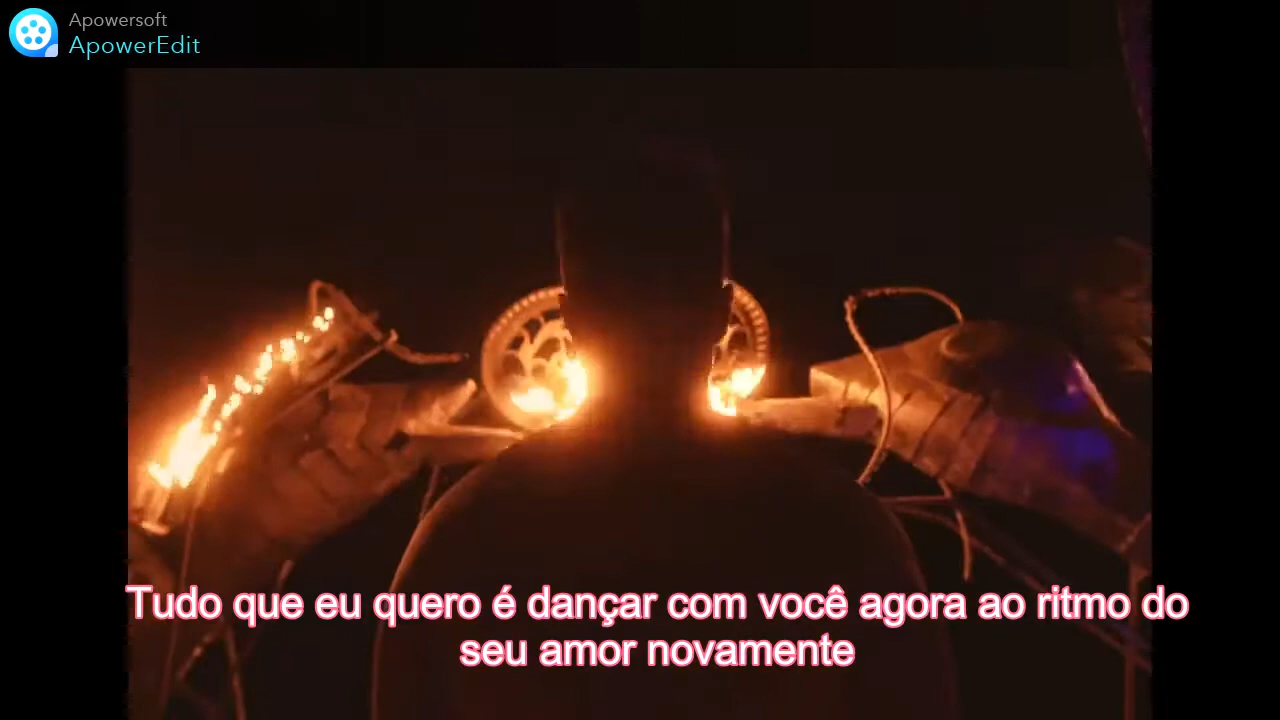 Apowersoft
ApowerEdit
Tudo que eu quero é dançar com você agora ao ritmo do
seu amor novamente